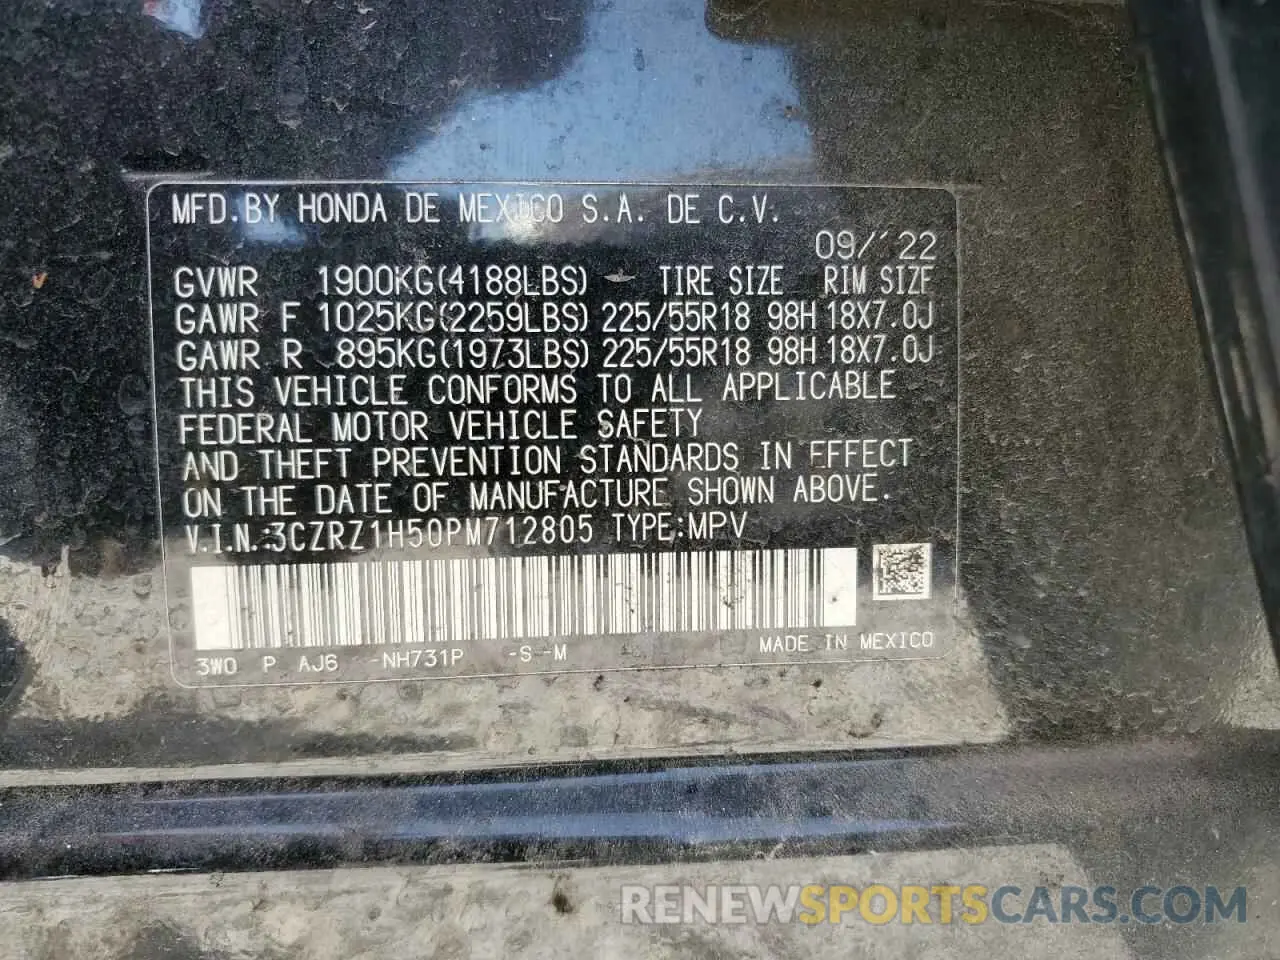 MFD.BY HONDA DE MEXICO S.A. DE C.V.
09/´22
GVWR 1900KG(4188LBS) TIRE SIZE RIM SIZE
GAWR F 1025KG(2259LBS) 225/55R18 98H 18X7.0J
GAWR R 895KG(1973LBS) 225/55R18 98H 18X7.0J
THIS VEHICLE CONFORMS TO ALL APPLICABLE
FEDERAL MOTOR VEHICLE SAFETY
AND THEFT PREVENTION STANDARDS IN EFFECT
ON THE DATE OF MANUFACTURE SHOWN ABOVE.
V.I.N.:3CZRZ1H50PM712805 TYPE:MPV
3W0 P AJ6 -NH731P -S -M MADE IN MEXICO
RENEWSPORTSCARS.COM